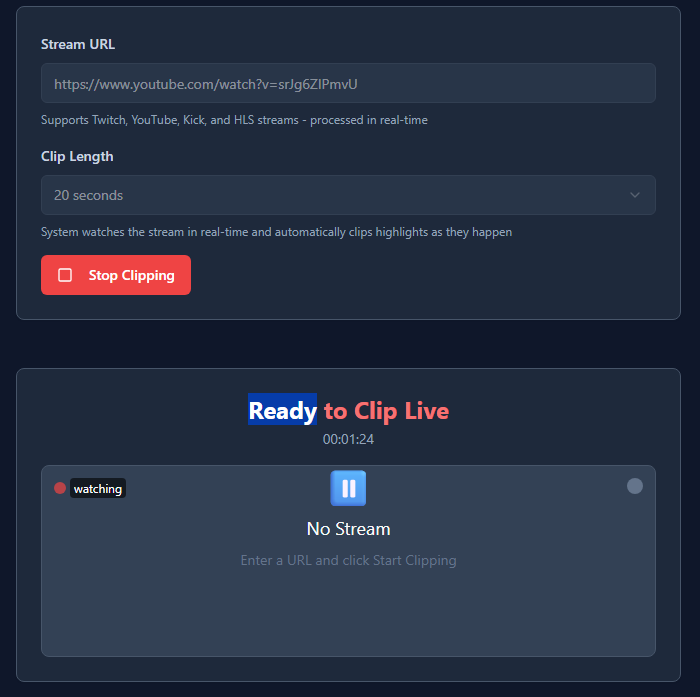 Stream URL
https://www.youtube.com/watch?v=srJg6ZIPmvU
Supports Twitch, YouTube, Kick, and HLS streams - processed in real-time
Clip Length
20 seconds
System watches the stream in real-time and automatically clips highlights as they happen
Stop Clipping
Ready to Clip Live
00:01:24
watching
No Stream
Enter a URL and click Start Clipping